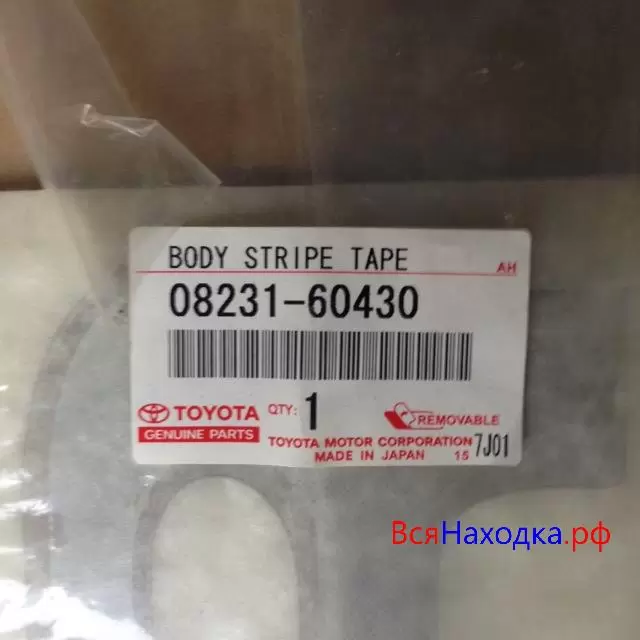 BODY STRIPE TAPE
AH
08231-60430
TOYOTA
GENUINE PARTS
QTY: 1
REMOVABLE
TOYOTA MOTOR CORPORATION 7J01
MADE IN JAPAN 15
ВсяНаходка.рф